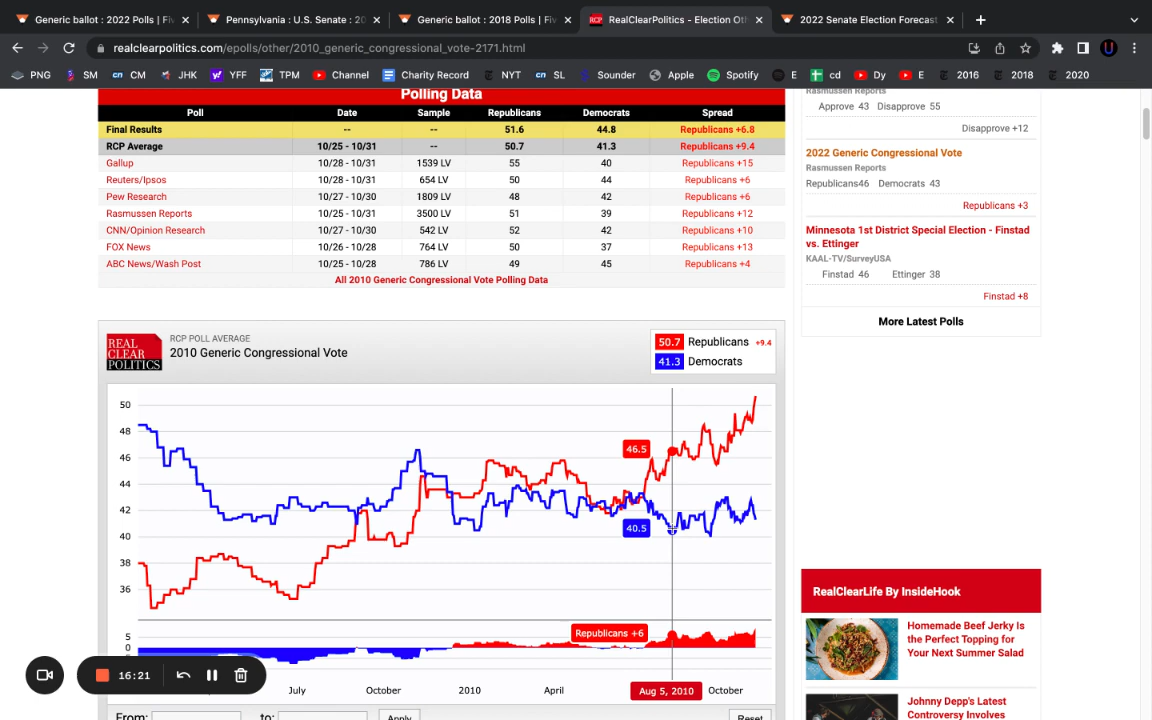 Generic ballot : 2022 Polls | Fiv
Pennsylvania : U.S. Senate : 20
Generic ballot : 2018 Polls | Fiv
RCP RealClearPolitics - Election Oth
2022 Senate Election Forecast
realclearpolitics.com/epolls/other/2010_generic_congressional_vote-2171.html
PNG SM CM JHK YFF TPM Channel Charity Record NYT SL Sounder Apple Spotify E cd Dy E 2016 2018 2020
Polling Data
Poll Date Sample Republicans Democrats Spread
Final Results -- -- 51.6 44.8 Republicans +6.8
RCP Average 10/25 - 10/31 -- 50.7 41.3 Republicans +9.4
Gallup 10/28 - 10/31 1539 LV 55 40 Republicans +15
Reuters/Ipsos 10/28 - 10/31 654 LV 50 44 Republicans +6
Pew Research 10/27 - 10/30 1809 LV 48 42 Republicans +6
Rasmussen Reports 10/25 - 10/31 3500 LV 51 39 Republicans +12
CNN/Opinion Research 10/27 - 10/30 542 LV 52 42 Republicans +10
FOX News 10/26 - 10/28 764 LV 50 37 Republicans +13
ABC News/Wash Post 10/25 - 10/28 786 LV 49 45 Republicans +4
All 2010 Generic Congressional Vote Polling Data
REAL
CLEAR
POLITICS
RCP POLL AVERAGE
2010 Generic Congressional Vote
50.7 Republicans +9.4
41.3 Democrats
50
48
46
44
42
40
38
36
46.5
40.5
5
0
Republicans +6
July October 2010 April Aug 5, 2010 October
16:21
From: to: Apply Reset
Rasmussen Reports
Approve 43 Disapprove 55
Disapprove +12
2022 Generic Congressional Vote
Rasmussen Reports
Republicans46 Democrats 43
Republicans +3
Minnesota 1st District Special Election - Finstad
vs. Ettinger
KAAL-TV/SurveyUSA
Finstad 46 Ettinger 38
Finstad +8
More Latest Polls
RealClearLife By InsideHook
Homemade Beef Jerky Is
the Perfect Topping for
Your Next Summer Salad
Johnny Depp's Latest
Controversy Involves